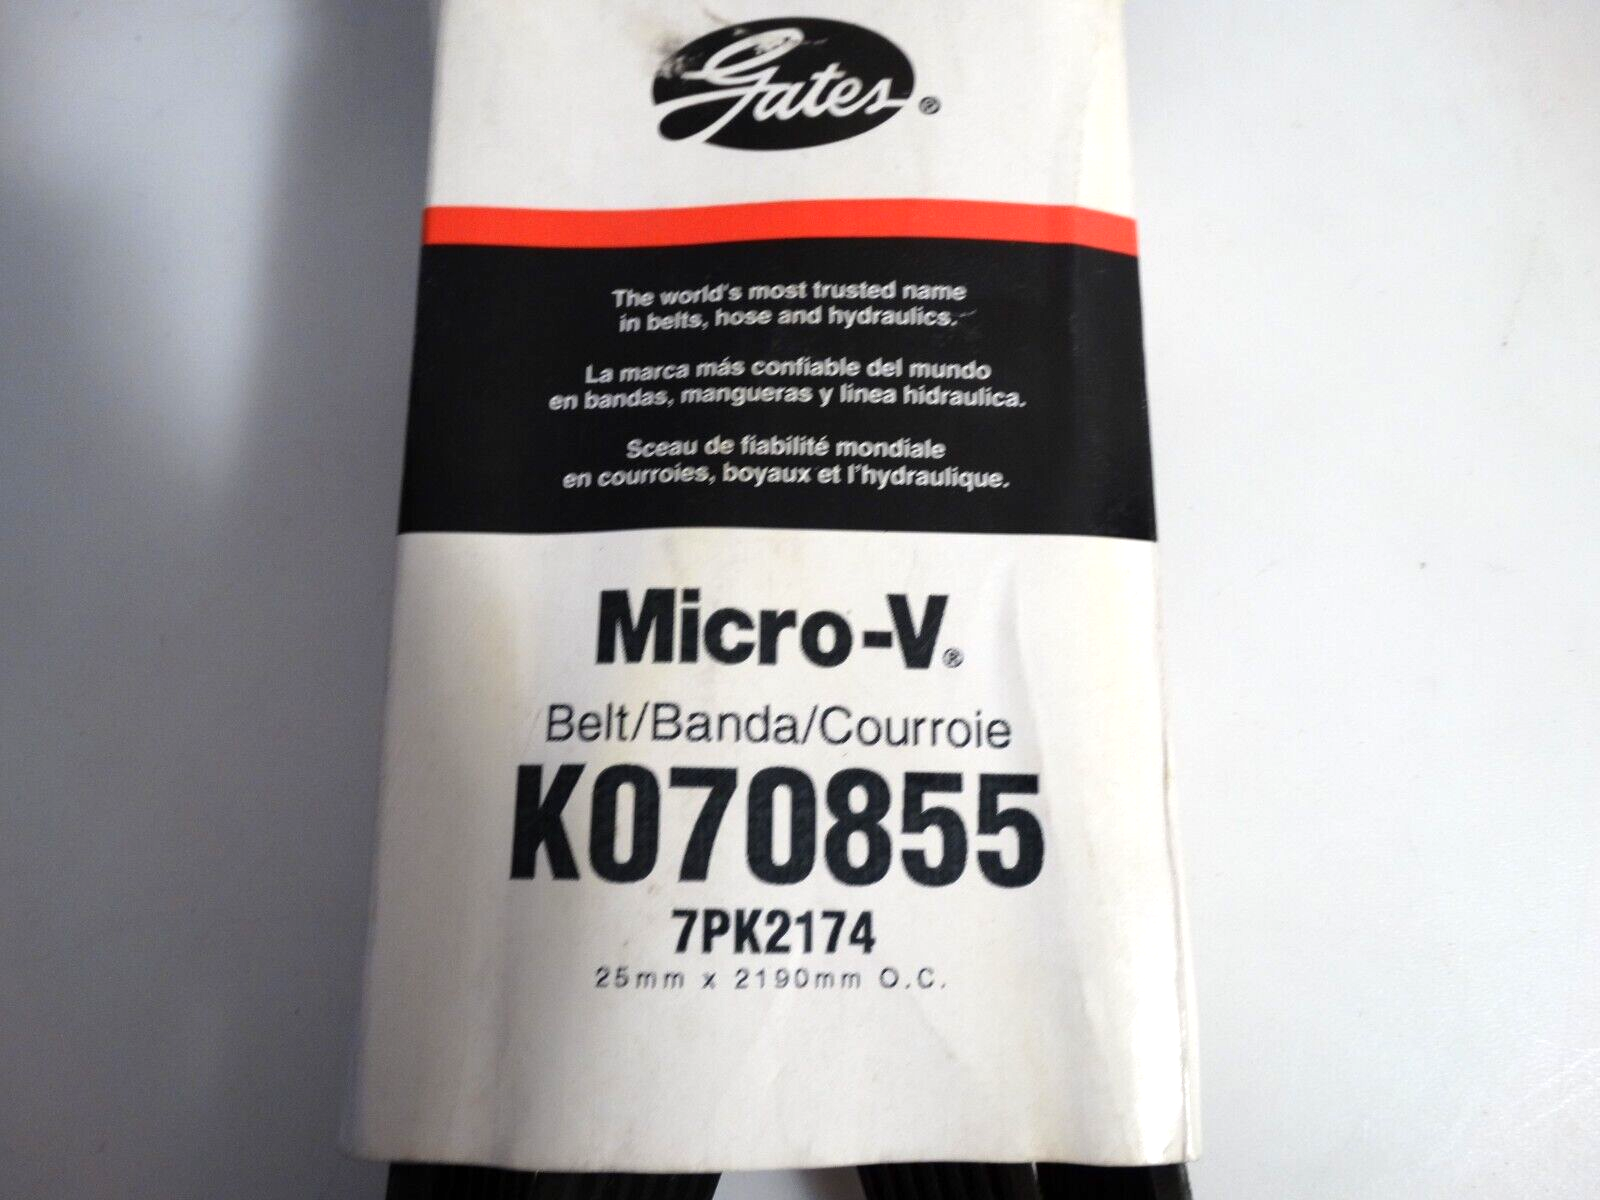 Gates®
The world's most trusted name
in belts, hose and hydraulics.
La marca más confiable del mundo
en bandas, mangueras y linea hidraulica.
Sceau de fiabilité mondiale
en courroies, boyaux et l'hydraulique.
Micro-V®
Belt/Banda/Courroie
K070855
7PK2174
25mm x 2190mm O.C.